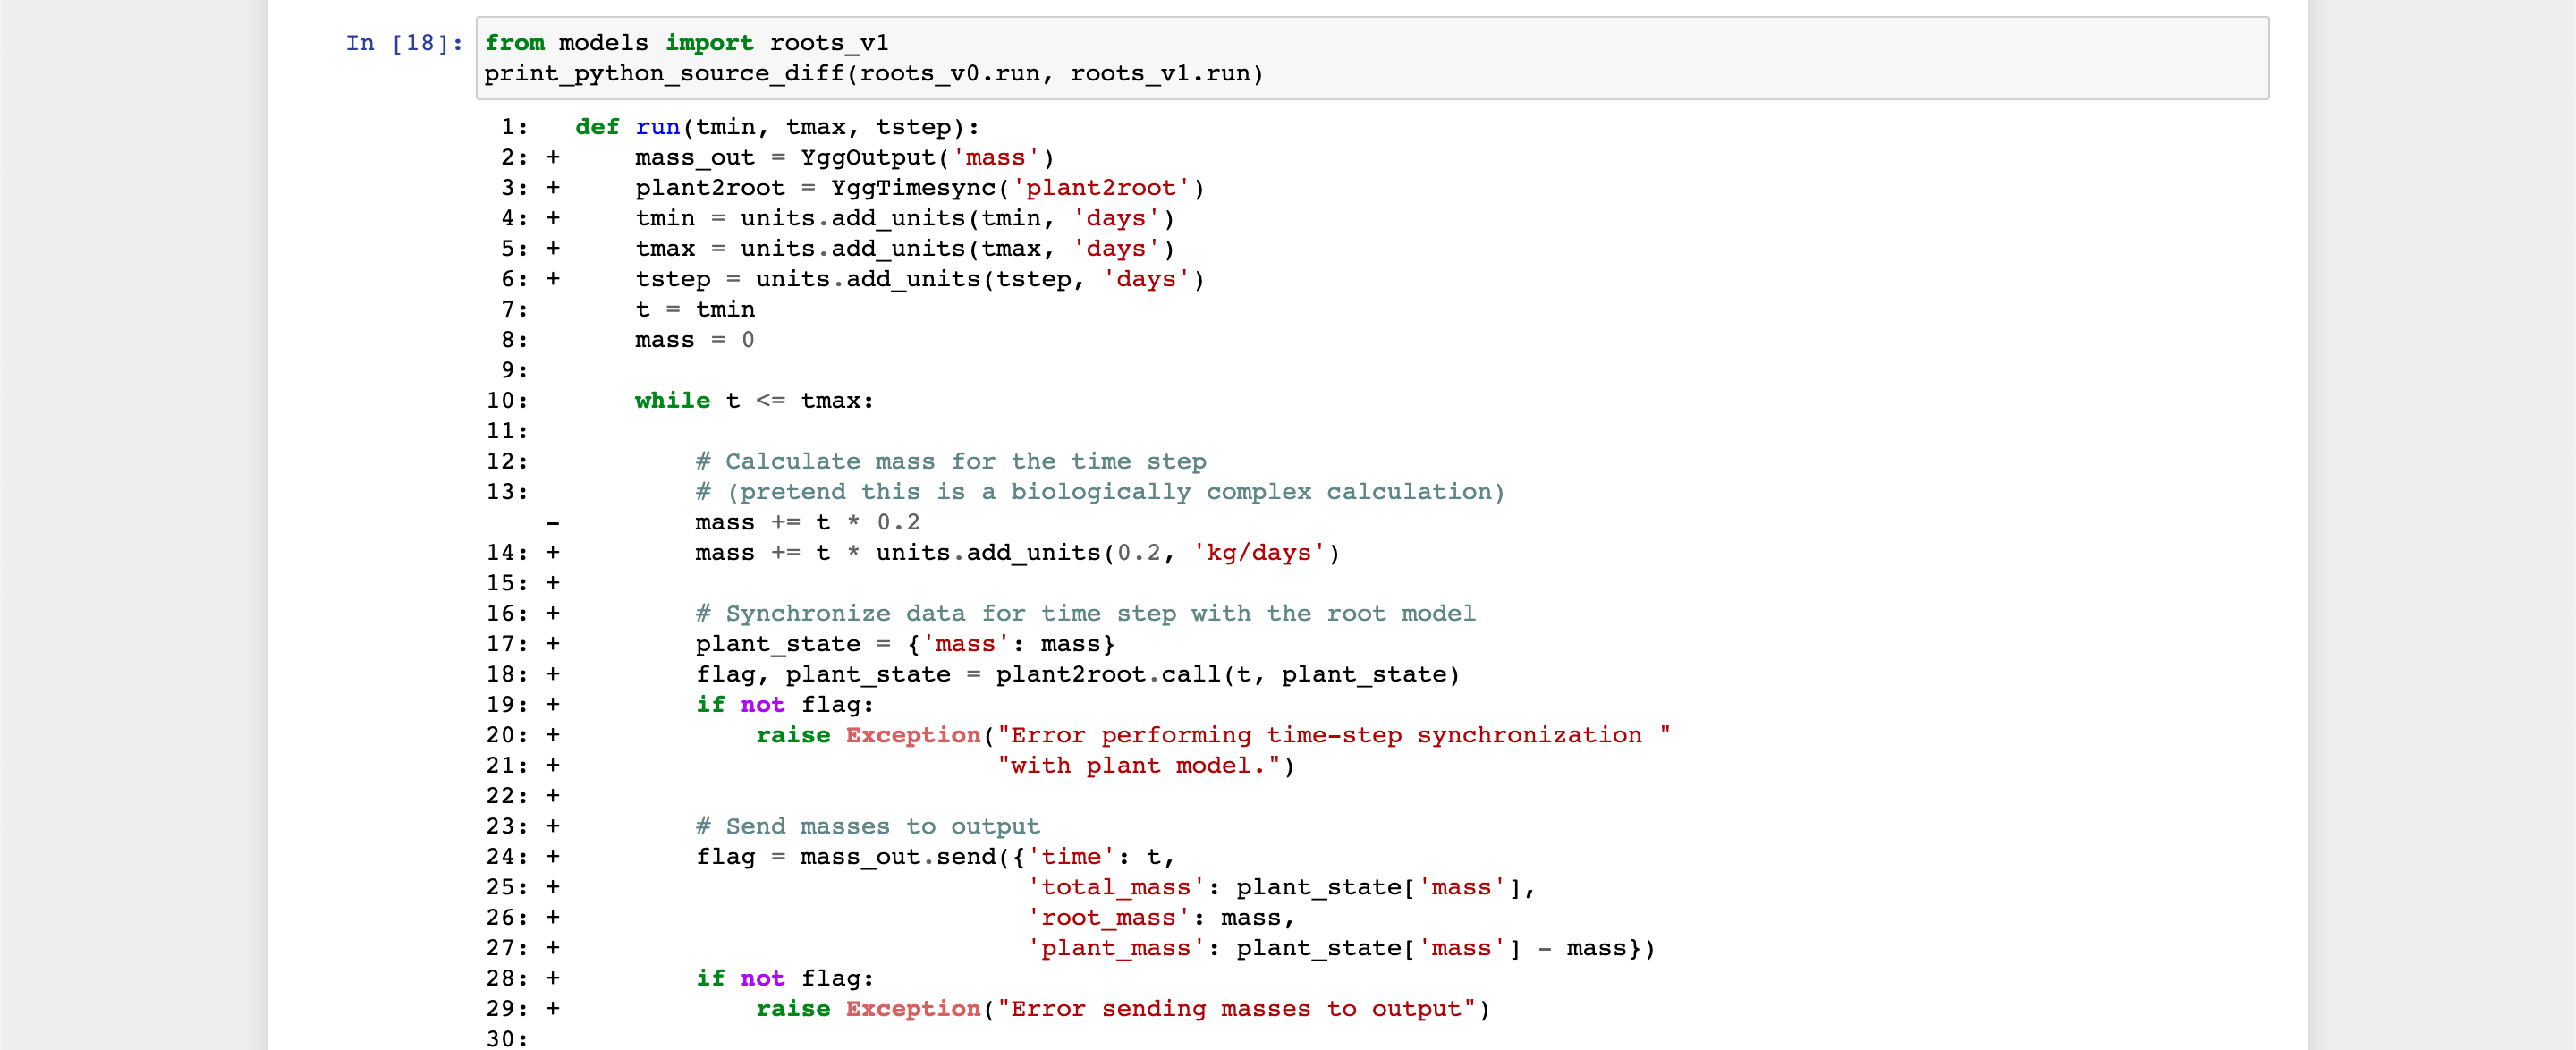 In [18]: from models import roots_v1
print_python_source_diff(roots_v0.run, roots_v1.run)
1:   def run(tmin, tmax, tstep):
2: +     mass_out = YggOutput('mass')
3: +     plant2root = YggTimesync('plant2root')
4: +     tmin = units.add_units(tmin, 'days')
5: +     tmax = units.add_units(tmax, 'days')
6: +     tstep = units.add_units(tstep, 'days')
7:       t = tmin
8:       mass = 0
9:
10:       while t <= tmax:
11:
12:           # Calculate mass for the time step
13:           # (pretend this is a biologically complex calculation)
    -         mass += t * 0.2
14: +         mass += t * units.add_units(0.2, 'kg/days')
15: +
16: +         # Synchronize data for time step with the root model
17: +         plant_state = {'mass': mass}
18: +         flag, plant_state = plant2root.call(t, plant_state)
19: +         if not flag:
20: +             raise Exception("Error performing time-step synchronization "
21: +                             "with plant model.")
22: +
23: +         # Send masses to output
24: +         flag = mass_out.send({'time': t,
25: +                               'total_mass': plant_state['mass'],
26: +                               'root_mass': mass,
27: +                               'plant_mass': plant_state['mass'] - mass})
28: +         if not flag:
29: +             raise Exception("Error sending masses to output")
30: